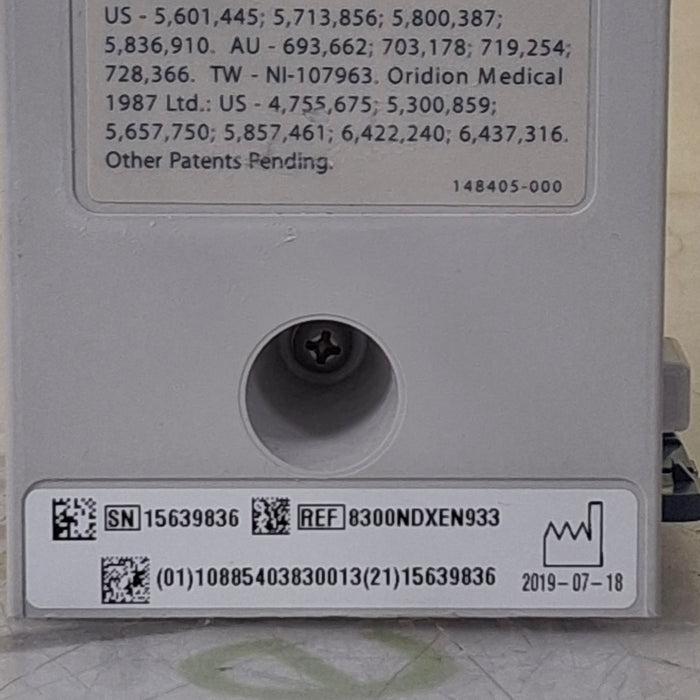 US - 5,601,445; 5,713,856; 5,800,387;
5,836,910. AU - 693,662; 703,178; 719,254;
728,366. TW - NI-107963. Oridion Medical
1987 Ltd.: US - 4,755,675; 5,300,859;
5,657,750; 5,857,461; 6,422,240; 6,437,316.
Other Patents Pending.
148405-000
SN 15639836 REF 8300NDXEN933
(01)10885403830013(21)15639836 2019-07-18